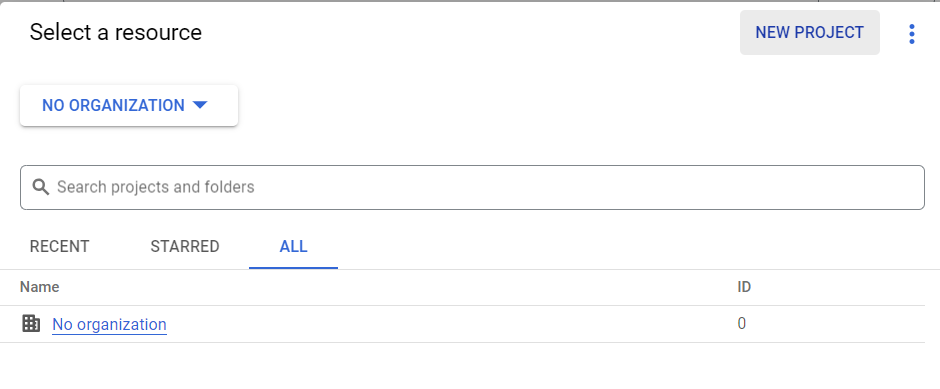 Select a resource
NEW PROJECT
NO ORGANIZATION
Search projects and folders
RECENT STARRED ALL
Name ID
No organization 0